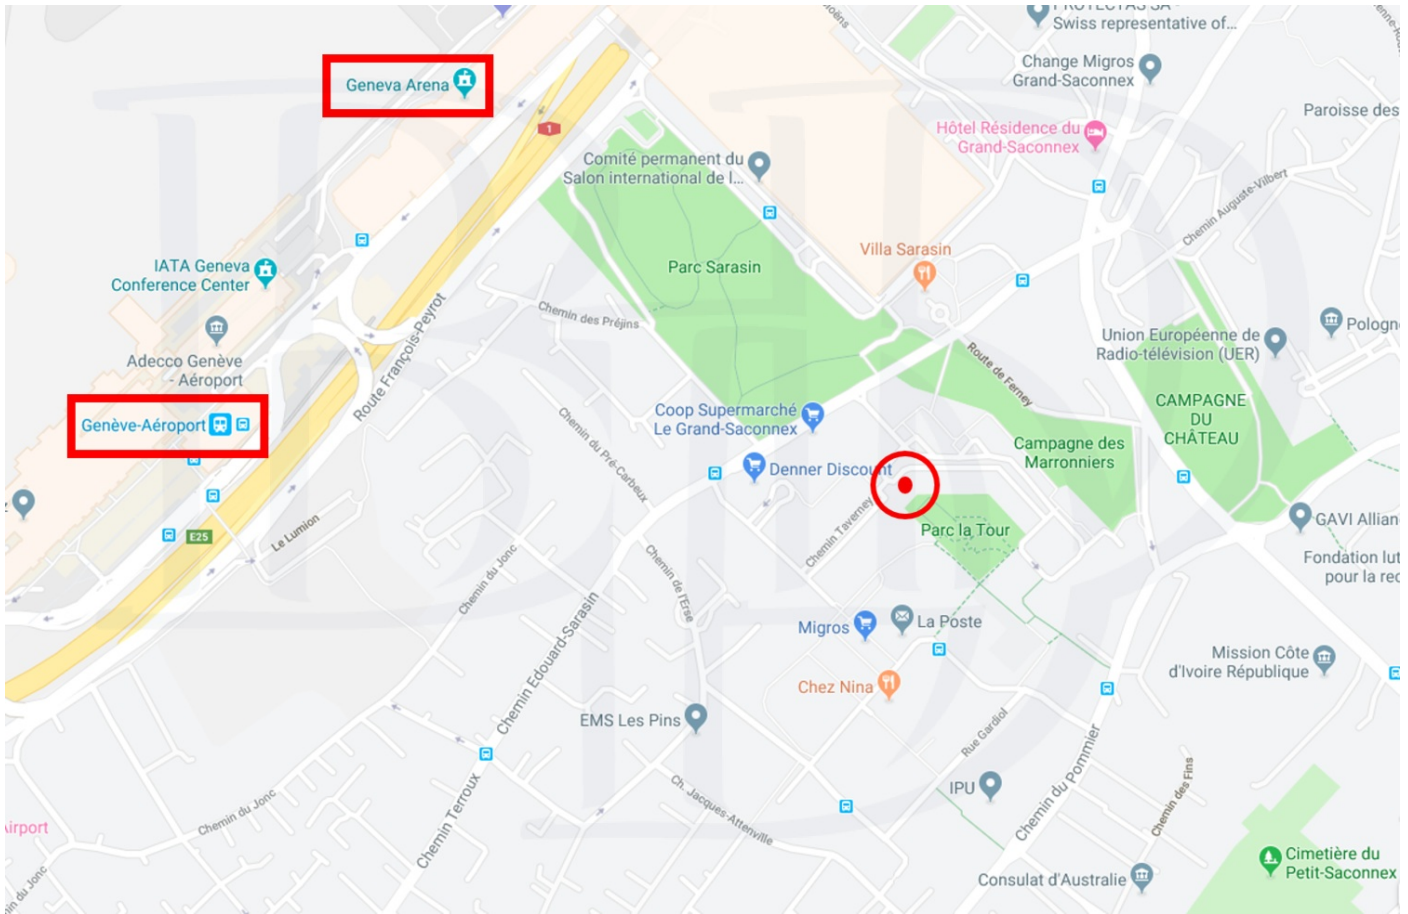 PROTECTAS SA -
Swiss representative of...
Change Migros
Grand-Saconnex
Geneva Arena
Paroisse des
1
Hôtel Résidence du
Grand-Saconnex
Comité permanent du
Salon international de l...
Chemin Auguste-Vilbert
Villa Sarasin
Parc Sarasin
IATA Geneva
Conference Center
Chemin des Préjins
Route François-Peyrot
Adecco Genève
- Aéroport
Union Européenne de
Radio-télévision (UER)
Pologn
Route de Ferney
CAMPAGNE
DU
CHÂTEAU
Coop Supermarché
Le Grand-Saconnex
Genève-Aéroport
Chemin du Pré-Carbeux
Campagne des
Marronniers
Denner Discount
Parc la Tour
GAVI Allian
E25
Le Lumion
Chemin Taverney
Fondation lut
pour la rec
Chemin du Jonc
Chemin de l'Erse
Migros
La Poste
Chemin Edouard-Sarasin
Mission Côte
d'Ivoire République
Chez Nina
EMS Les Pins
Rue Gardiol
Chemin du Pommier
IPU
Chemin des Fins
Ch. Jacques-Attenville
Chemin du Jonc
Chemin Terroux
Airport
Cimetière du
Petit-Saconnex
Consulat d'Australie